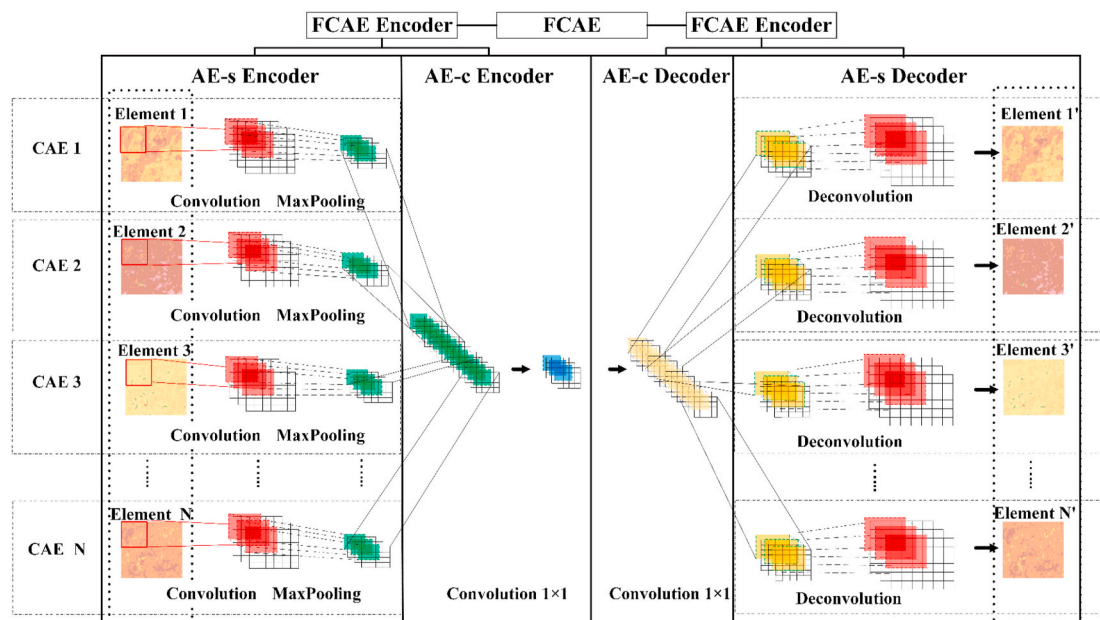 FCAE Encoder
FCAE
FCAE Encoder
AE-s Encoder
AE-c Encoder
AE-c Decoder
AE-s Decoder
CAE 1
Element 1
Convolution
MaxPooling
Deconvolution
Element 1'
CAE 2
Element 2
Convolution
MaxPooling
Deconvolution
Element 2'
CAE 3
Element 3
Convolution
MaxPooling
Deconvolution
Element 3'
CAE N
Element N
Convolution
MaxPooling
Convolution 1×1
Convolution 1×1
Deconvolution
Element N'